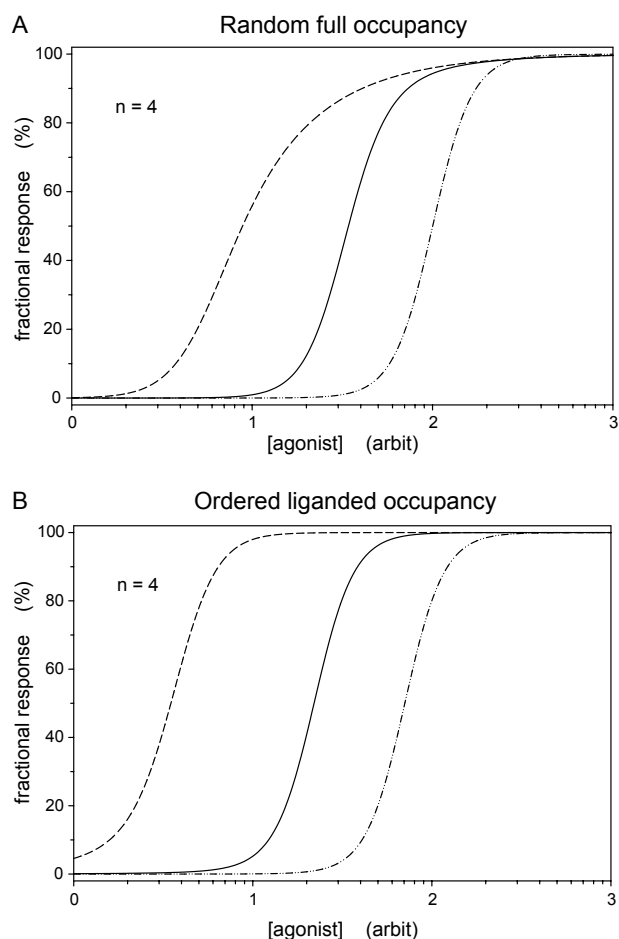 A
Random full occupancy
n = 4
fractional response (%)
100
80
60
40
20
0
0 1 2 3
[agonist] (arbit)
B
Ordered liganded occupancy
n = 4
fractional response (%)
100
80
60
40
20
0
0 1 2 3
[agonist] (arbit)